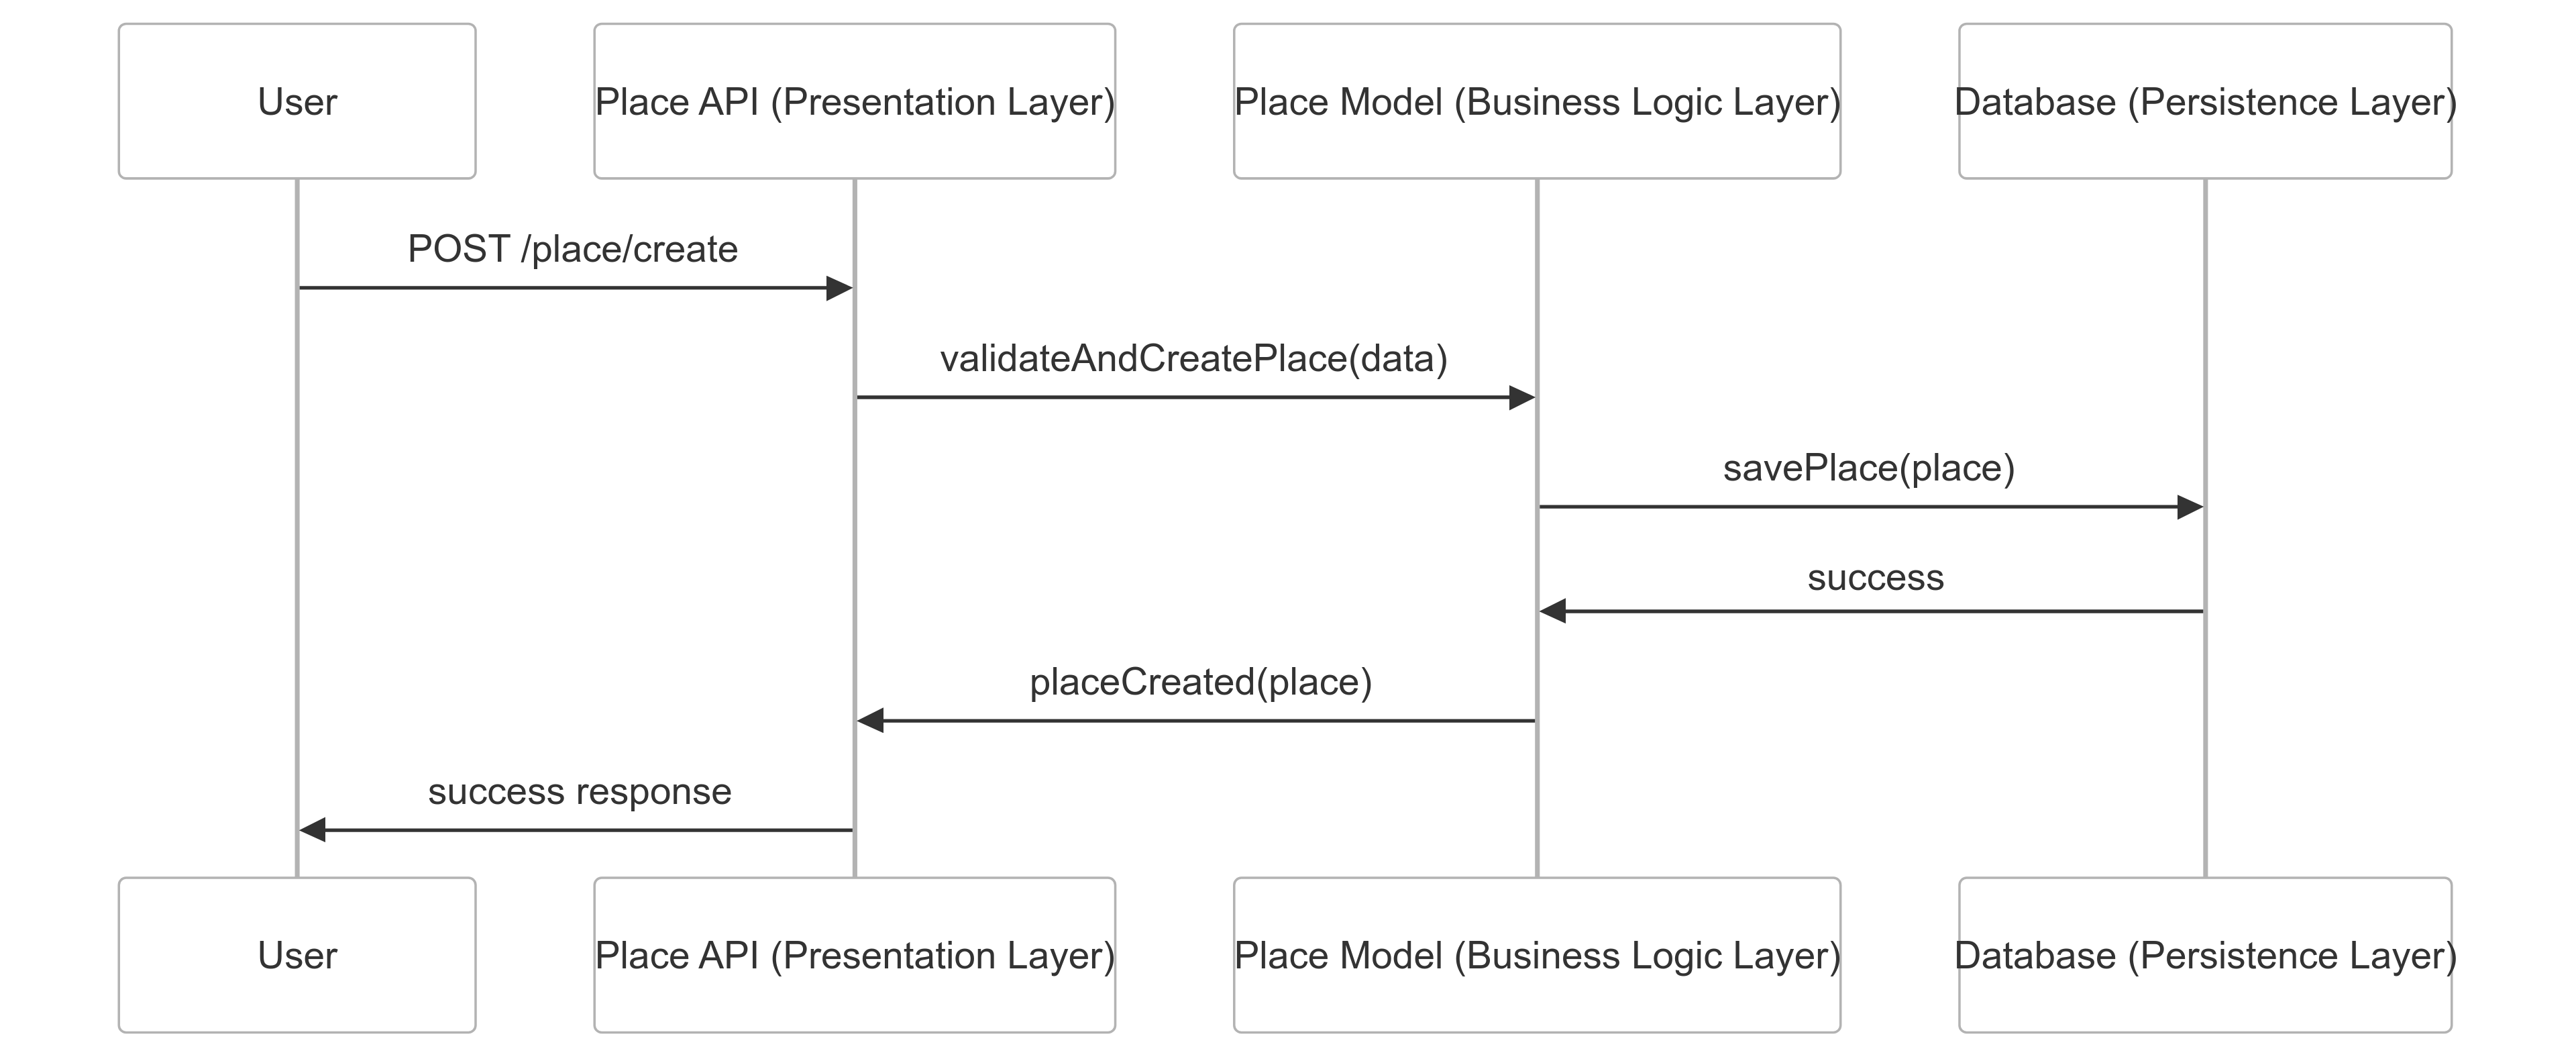 User
Place API (Presentation Layer)
Place Model (Business Logic Layer)
Database (Persistence Layer)
POST /place/create
validateAndCreatePlace(data)
savePlace(place)
success
placeCreated(place)
success response
User
Place API (Presentation Layer)
Place Model (Business Logic Layer)
Database (Persistence Layer)